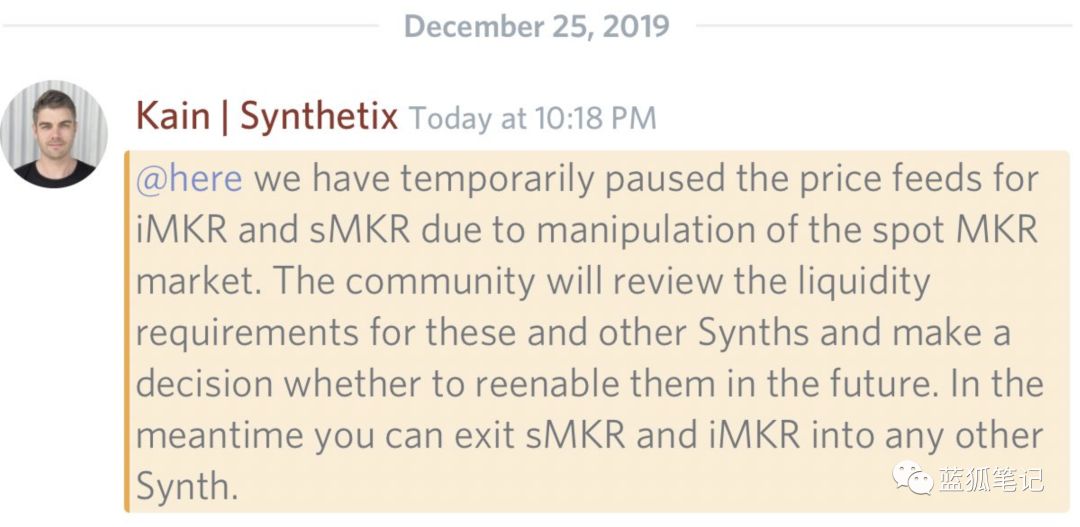 December 25, 2019
Kain | Synthetix Today at 10:18 PM
@here we have temporarily paused the price feeds for
iMKR and sMKR due to manipulation of the spot MKR
market. The community will review the liquidity
requirements for these and other Synths and make a
decision whether to reenable them in the future. In the
meantime you can exit sMKR and iMKR into any other
Synth.
蓝狐笔记